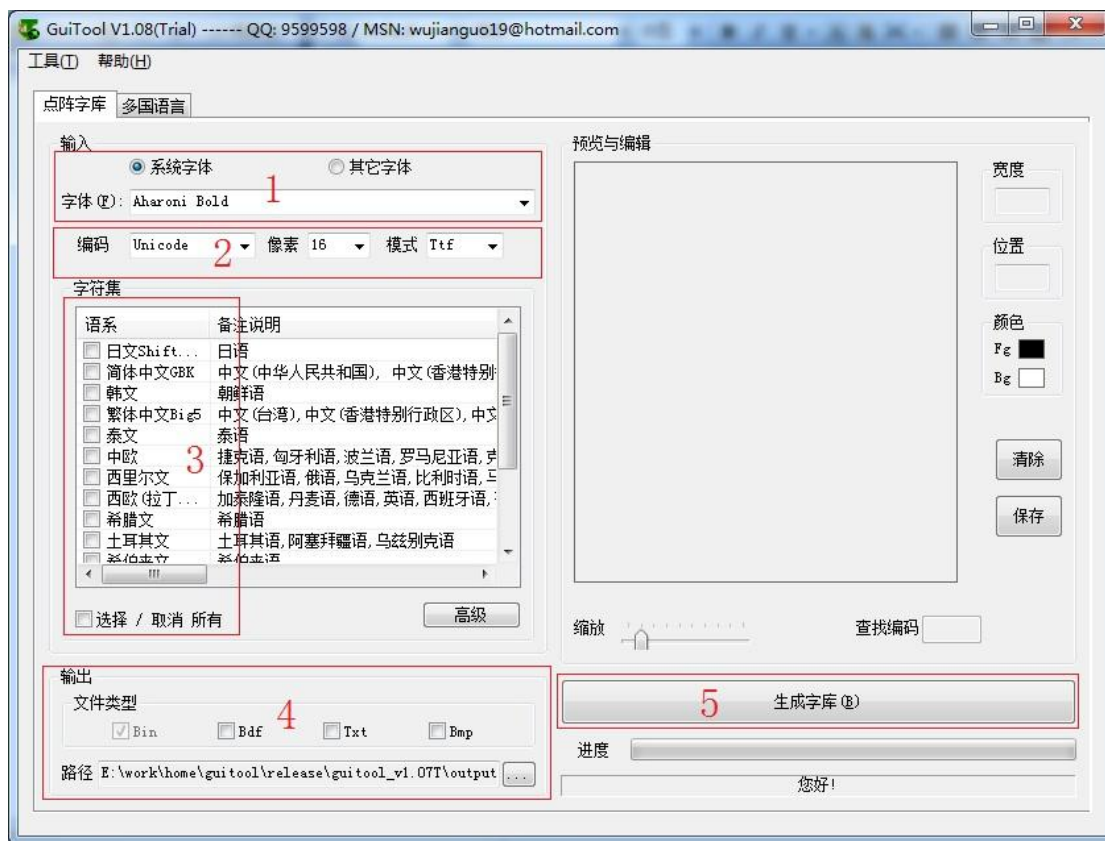 GuiTool V1.08(Trial) ------ QQ: 9599598 / MSN: wujianguo19@hotmail.com
工具(T) 帮助(H)
点阵字库 多国语言
输入
系统字体 其它字体
1
字体(F): Aharoni Bold
编码 Unicode 2 像素 16 模式 Ttf
字符集
语系 备注说明
日文Shift... 日语
简体中文GBK 中文(中华人民共和国), 中文(香港特别
韩文 朝鲜语
繁体中文Big5 中文(台湾), 中文(香港特别行政区), 中文
泰文 泰语
3
中欧 捷克语, 匈牙利语, 波兰语, 罗马尼亚语, 克
西里尔文 保加利亚语, 俄语, 乌克兰语, 比利时语, 马
西欧(拉丁... 加泰隆语, 丹麦语, 德语, 英语, 西班牙语,
希腊文 希腊语
土耳其文 土耳其语, 阿塞拜疆语, 乌兹别克语
希伯来文 希伯来语
选择 / 取消 所有
高级
输出
文件类型
4
Bin Bdf Txt Bmp
路径 E:\work\home\guitool\release\guitool_v1.07T\output ...
预览与编辑
宽度
位置
颜色
Fg
Bg
清除
保存
缩放 查找编码
5 生成字库(B)
进度
您好!